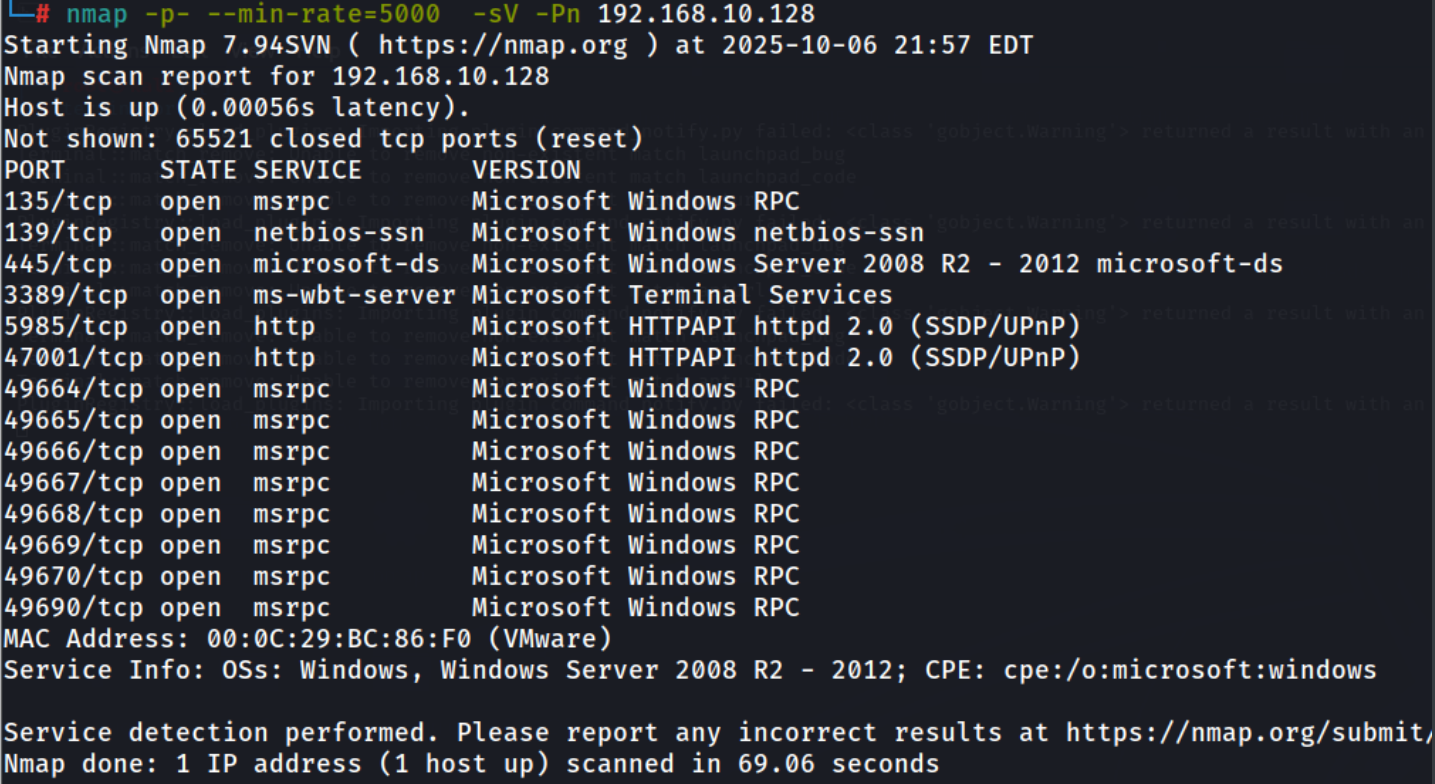 └─# nmap -p- --min-rate=5000  -sV -Pn 192.168.10.128
Starting Nmap 7.94SVN ( https://nmap.org ) at 2025-10-06 21:57 EDT
Nmap scan report for 192.168.10.128
Host is up (0.00056s latency).
Not shown: 65521 closed tcp ports (reset)
PORT      STATE SERVICE       VERSION
135/tcp   open  msrpc         Microsoft Windows RPC
139/tcp   open  netbios-ssn   Microsoft Windows netbios-ssn
445/tcp   open  microsoft-ds  Microsoft Windows Server 2008 R2 - 2012 microsoft-ds
3389/tcp  open  ms-wbt-server Microsoft Terminal Services
5985/tcp  open  http          Microsoft HTTPAPI httpd 2.0 (SSDP/UPnP)
47001/tcp open  http          Microsoft HTTPAPI httpd 2.0 (SSDP/UPnP)
49664/tcp open  msrpc         Microsoft Windows RPC
49665/tcp open  msrpc         Microsoft Windows RPC
49666/tcp open  msrpc         Microsoft Windows RPC
49667/tcp open  msrpc         Microsoft Windows RPC
49668/tcp open  msrpc         Microsoft Windows RPC
49669/tcp open  msrpc         Microsoft Windows RPC
49670/tcp open  msrpc         Microsoft Windows RPC
49690/tcp open  msrpc         Microsoft Windows RPC
MAC Address: 00:0C:29:BC:86:F0 (VMware)
Service Info: OSs: Windows, Windows Server 2008 R2 - 2012; CPE: cpe:/o:microsoft:windows

Service detection performed. Please report any incorrect results at https://nmap.org/submit/
Nmap done: 1 IP address (1 host up) scanned in 69.06 seconds